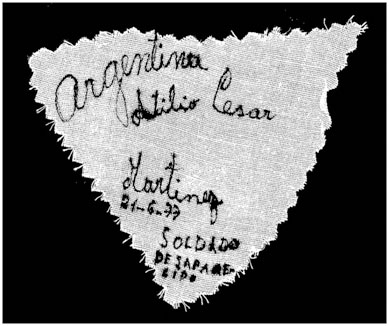 Argentina
Atilio Cesar
Martinez
21-6-77
SOLDADO
DESAPARE-
CIDO